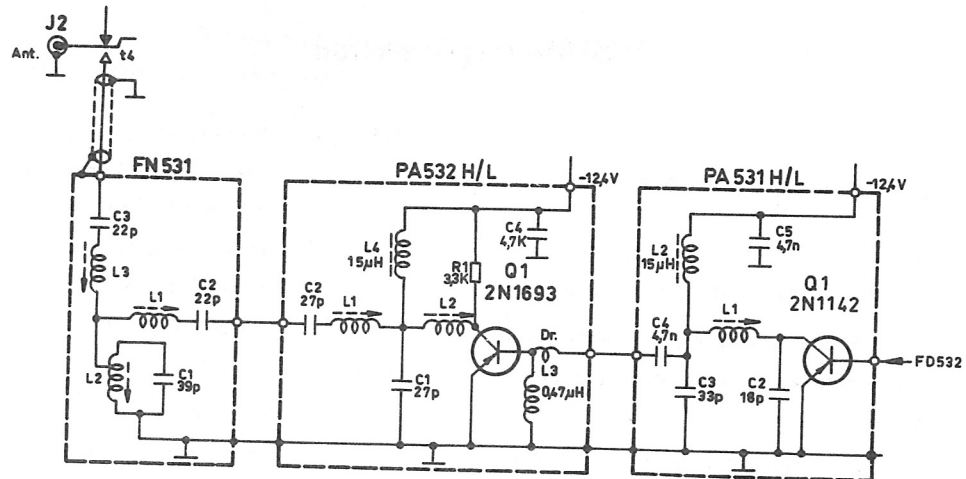 J2
Ant.
t4
FN 531
C3
22p
L3
L1
C2
22p
L2
C1
39p
PA532 H/L
-12,4V
L4
15µH
C4
4,7K
R1
3,3K
Q1
2N1693
C2
27p
L1
L2
Dr.
L3
0,47µH
C1
27p
PA 531 H/L
-12,4V
L2
15µH
C5
4,7n
Q1
2N1142
L1
C4
4,7n
C3
33p
C2
18p
FD532